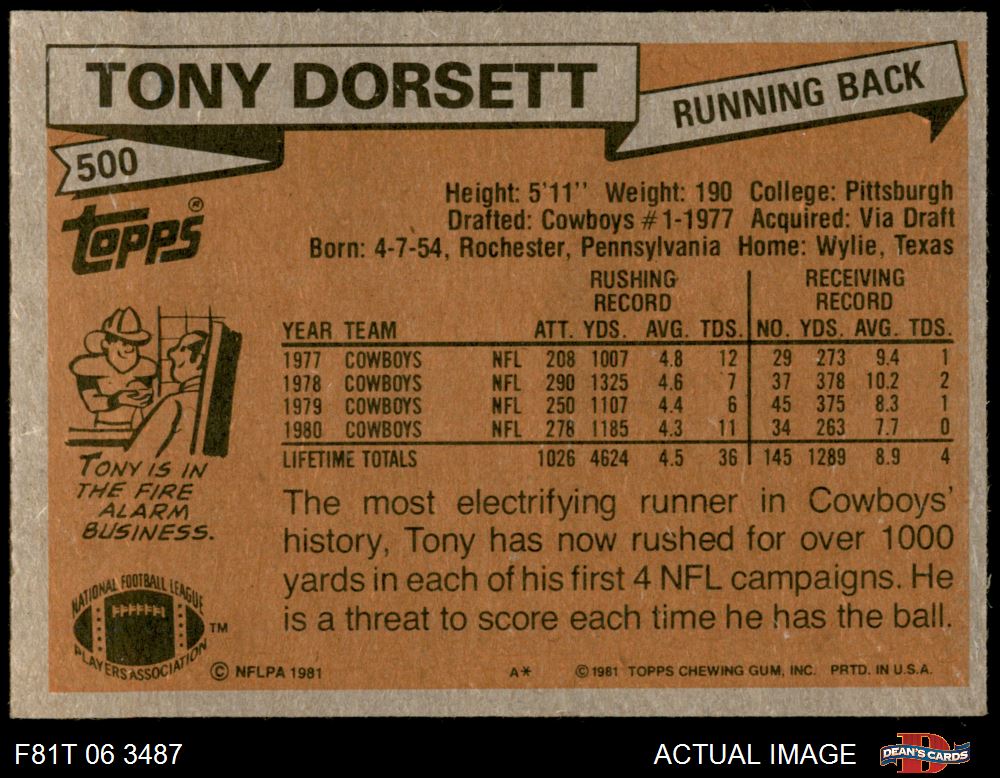 TONY DORSETT
RUNNING BACK
500
TOPPS®
Height: 5'11'' Weight: 190 College: Pittsburgh
Drafted: Cowboys #1-1977 Acquired: Via Draft
Born: 4-7-54, Rochester, Pennsylvania Home: Wylie, Texas
RUSHING RECEIVING
RECORD RECORD
YEAR TEAM ATT. YDS. AVG. TDS. NO. YDS. AVG. TDS.
1977 COWBOYS NFL 208 1007 4.8 12 29 273 9.4 1
1978 COWBOYS NFL 290 1325 4.6 7 37 378 10.2 2
1979 COWBOYS NFL 250 1107 4.4 6 45 375 8.3 1
1980 COWBOYS NFL 278 1185 4.3 11 34 263 7.7 0
LIFETIME TOTALS 1026 4624 4.5 36 145 1289 8.9 4
TONY IS IN
THE FIRE
ALARM
BUSINESS.
The most electrifying runner in Cowboys'
history, Tony has now rushed for over 1000
yards in each of his first 4 NFL campaigns. He
is a threat to score each time he has the ball.
NATIONAL FOOTBALL LEAGUE
PLAYERS ASSOCIATION
TM
© NFLPA 1981
A*
© 1981 TOPPS CHEWING GUM, INC. PRTD. IN U.S.A.
F81T 06 3487
ACTUAL IMAGE
D
DEAN'S CARDS